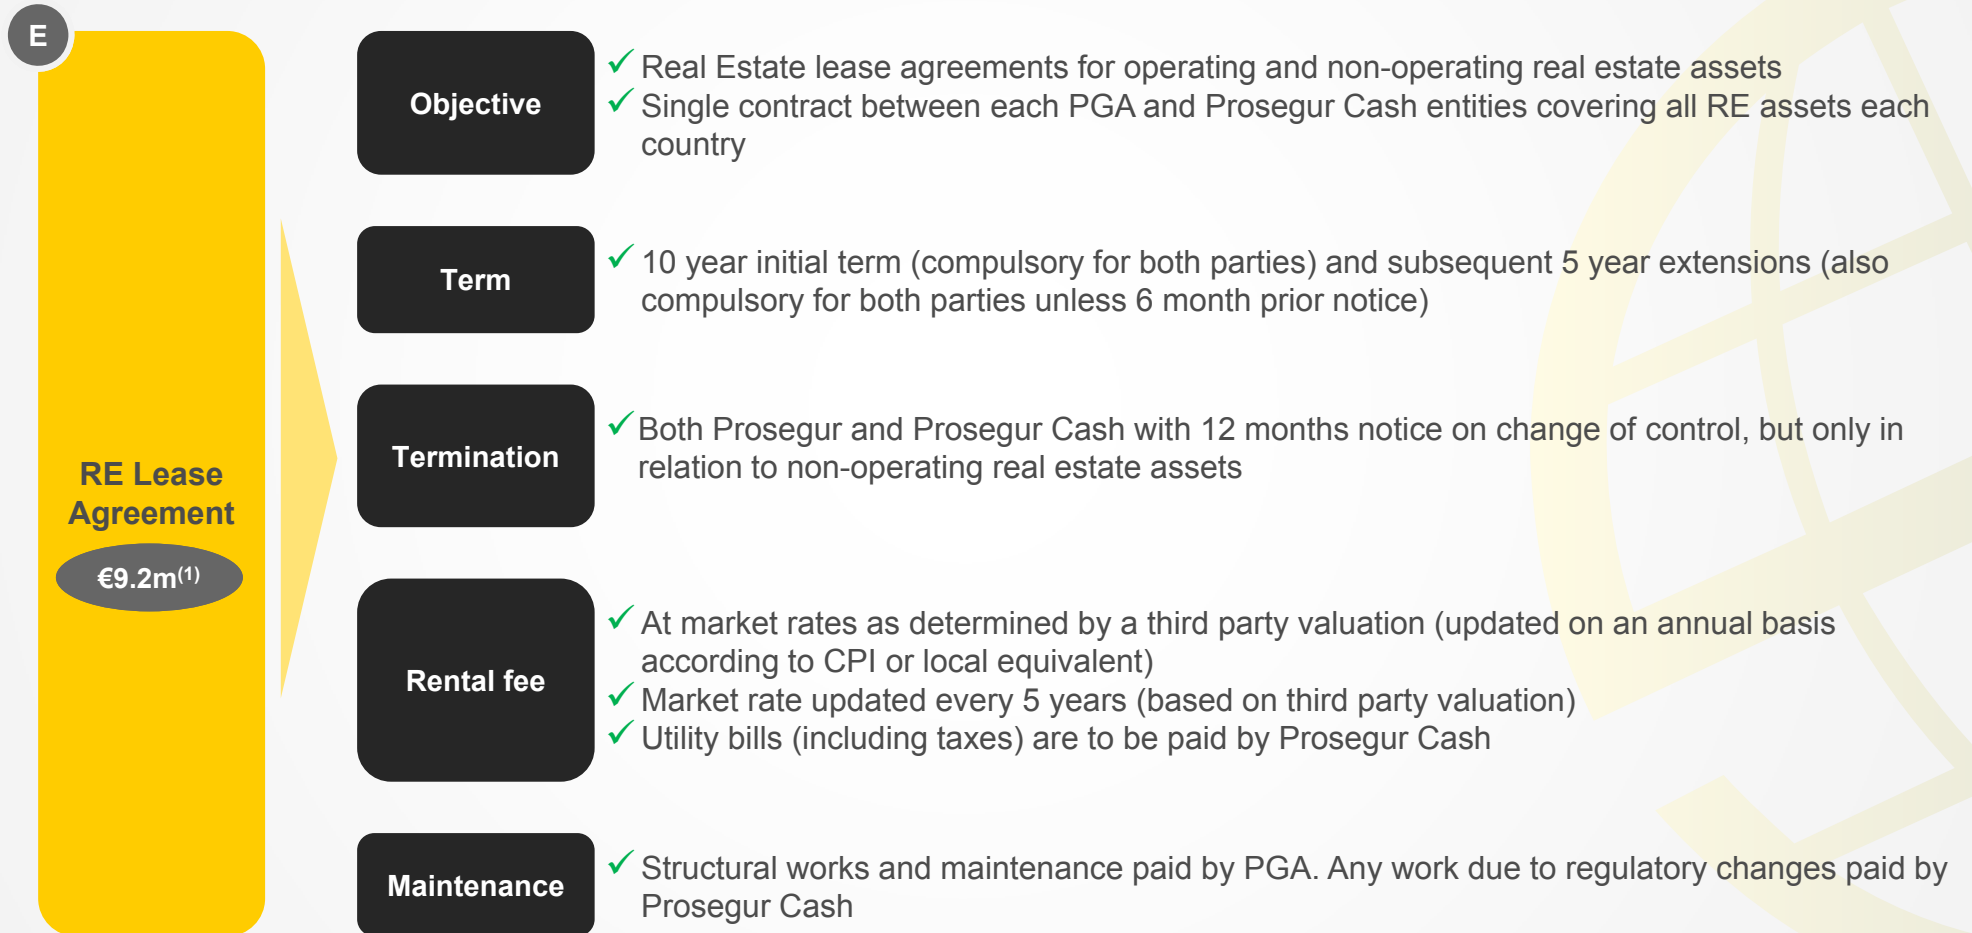 E
RE Lease
Agreement
€9.2m(1)
Objective
Real Estate lease agreements for operating and non-operating real estate assets
Single contract between each PGA and Prosegur Cash entities covering all RE assets each
country
Term
10 year initial term (compulsory for both parties) and subsequent 5 year extensions (also
compulsory for both parties unless 6 month prior notice)
Termination
Both Prosegur and Prosegur Cash with 12 months notice on change of control, but only in
relation to non-operating real estate assets
Rental fee
At market rates as determined by a third party valuation (updated on an annual basis
according to CPI or local equivalent)
Market rate updated every 5 years (based on third party valuation)
Utility bills (including taxes) are to be paid by Prosegur Cash
Maintenance
Structural works and maintenance paid by PGA. Any work due to regulatory changes paid by
Prosegur Cash